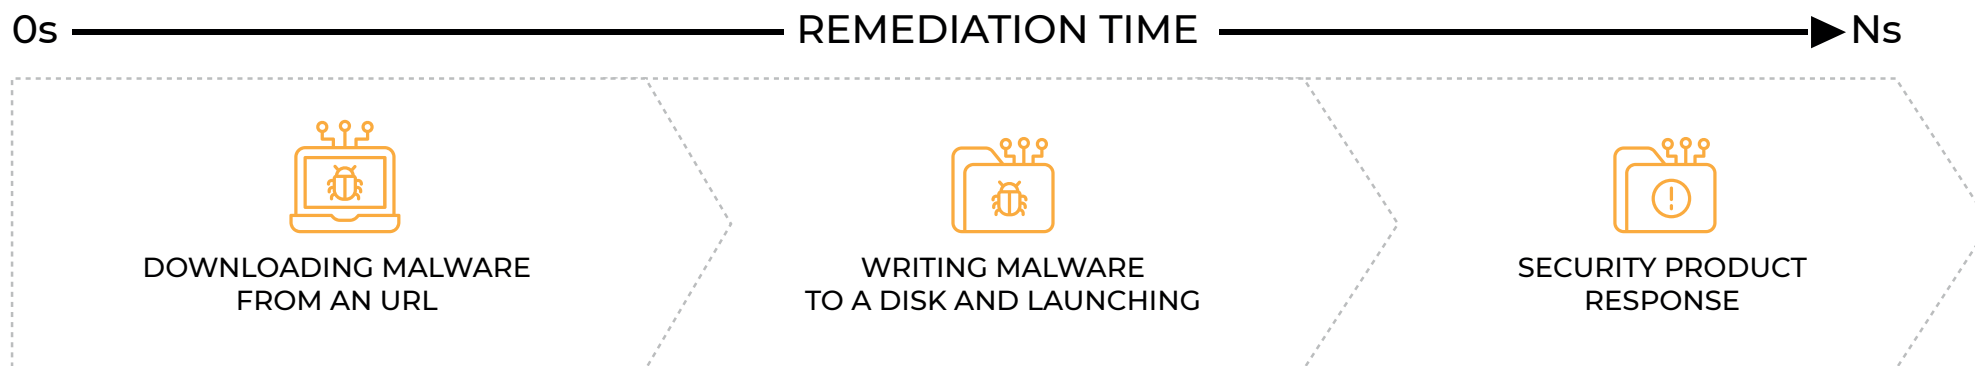 0s REMEDIATION TIME Ns
DOWNLOADING MALWARE
FROM AN URL
WRITING MALWARE
TO A DISK AND LAUNCHING
SECURITY PRODUCT
RESPONSE